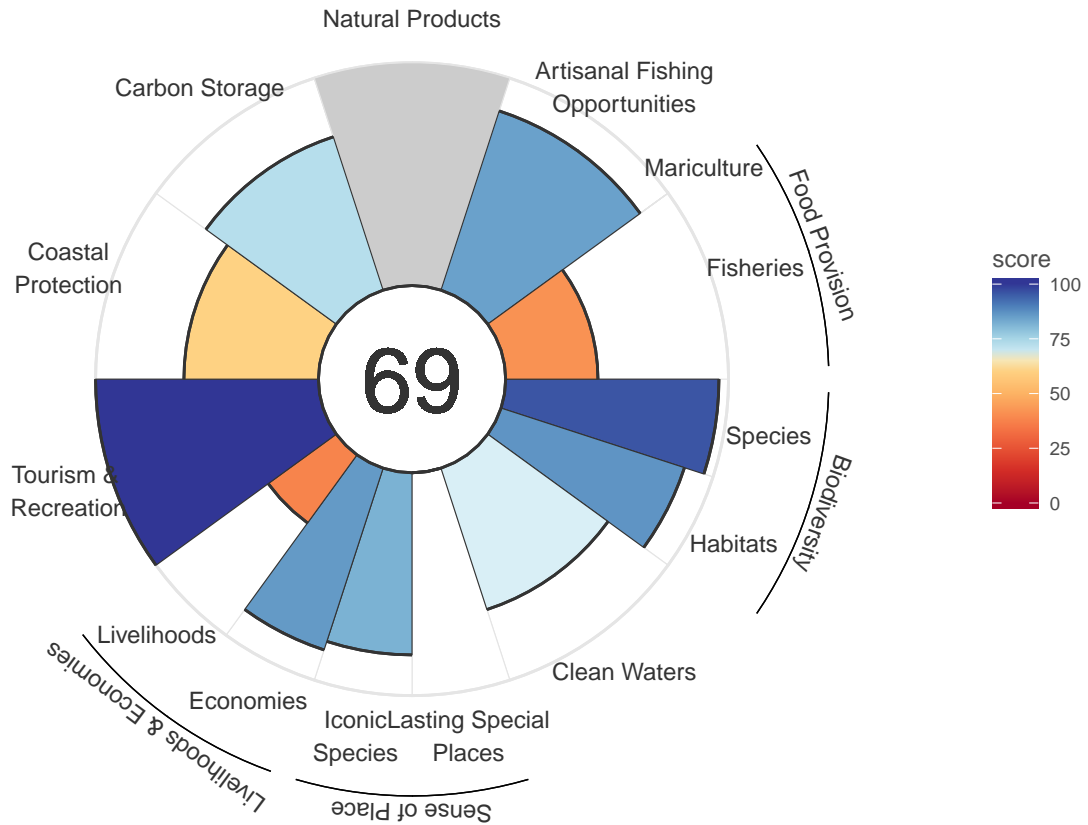 Natural Products
Artisanal Fishing
Opportunities
Carbon Storage
Mariculture
Food Provision
Coastal
Protection
Fisheries
score
100
75
50
25
0
69
Species
Biodiversity
Tourism &
Recreation
Habitats
Livelihoods
Clean Waters
Economies
Livelihoods & Economies
Iconic
Species
Lasting Special
Places
Sense of Place